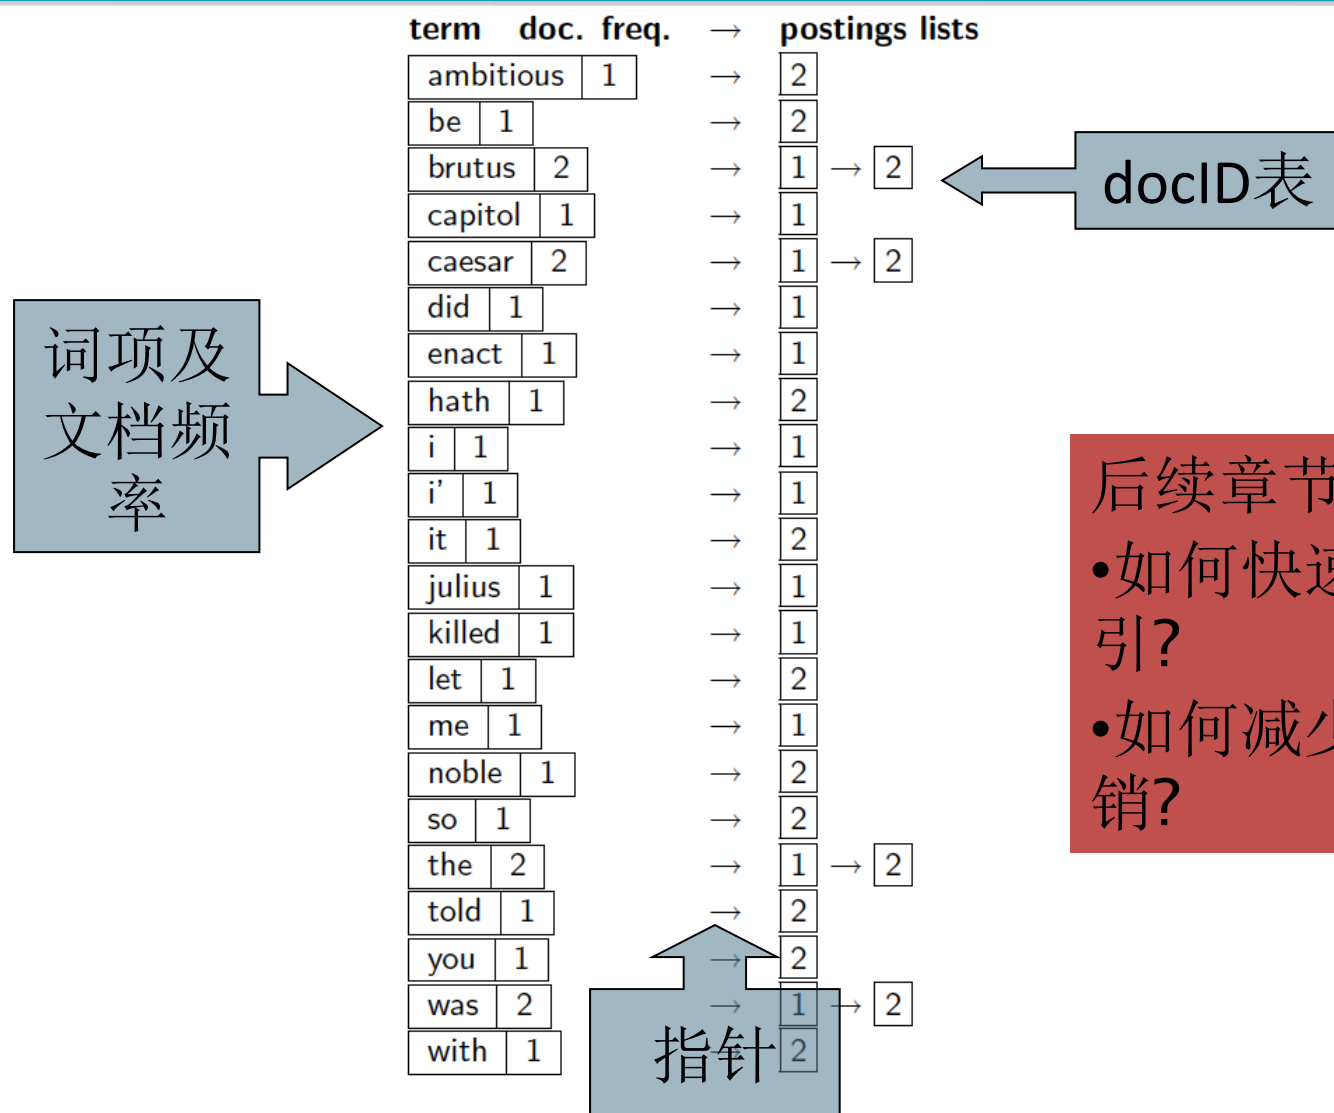 term doc. freq. → postings lists
ambitious 1 → 2
be 1 → 2
brutus 2 → 1 → 2
docID表
capitol 1 → 1
caesar 2 → 1 → 2
did 1 → 1
enact 1 → 1
hath 1 → 2
i 1 → 1
i' 1 → 1
it 1 → 2
julius 1 → 1
killed 1 → 1
let 1 → 2
me 1 → 1
noble 1 → 2
so 1 → 2
the 2 → 1 → 2
told 1 → 2
you 1 → 2
was 2 → 1 → 2
with 1 → 2
词项及
文档频
率
指针
后续章节
•如何快速
引?
•如何减少
销?